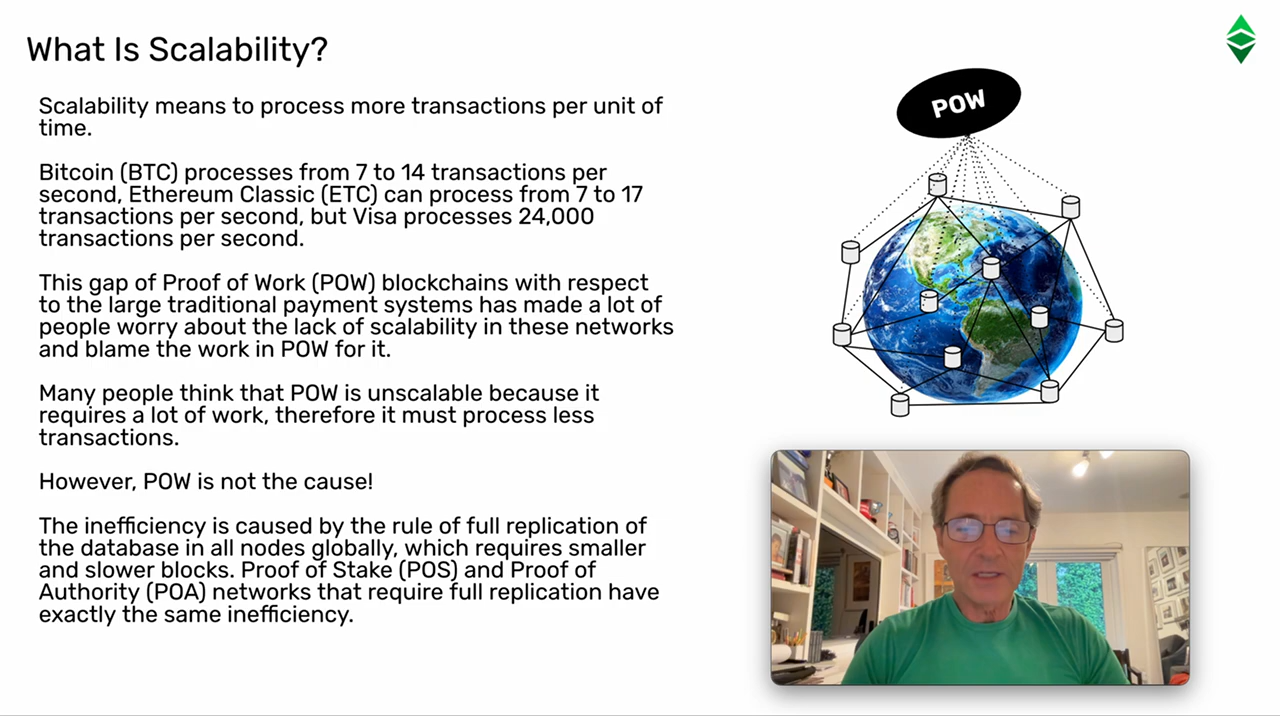 What Is Scalability?
Scalability means to process more transactions per unit of
time.
Bitcoin (BTC) processes from 7 to 14 transactions per
second, Ethereum Classic (ETC) can process from 7 to 17
transactions per second, but Visa processes 24,000
transactions per second.
This gap of Proof of Work (POW) blockchains with respect
to the large traditional payment systems has made a lot of
people worry about the lack of scalability in these networks
and blame the work in POW for it.
Many people think that POW is unscalable because it
requires a lot of work, therefore it must process less
transactions.
However, POW is not the cause!
The inefficiency is caused by the rule of full replication of
the database in all nodes globally, which requires smaller
and slower blocks. Proof of Stake (POS) and Proof of
Authority (POA) networks that require full replication have
exactly the same inefficiency.
POW